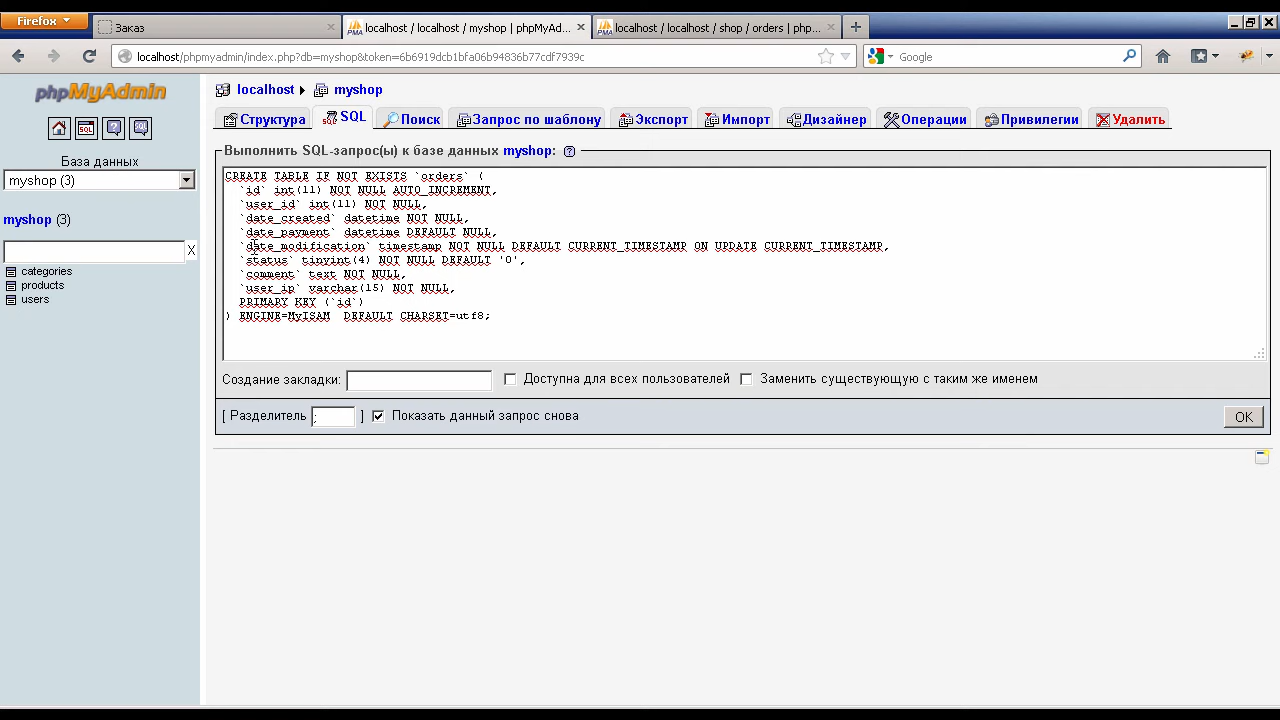 Firefox
Заказ
localhost / localhost / myshop | phpMyAd...
localhost / localhost / shop / orders | php...
localhost/phpmyadmin/index.php?db=myshop&token=6b6919dcb1bfa06b94836b77cdf7939c
Google
phpMyAdmin
SQL
База данных
myshop (3)
myshop (3)
X
categories
products
users
localhost
myshop
Структура
SQL
Поиск
Запрос по шаблону
Экспорт
Импорт
Дизайнер
Операции
Привилегии
Удалить
Выполнить SQL-запрос(ы) к базе данных myshop:
CREATE TABLE IF NOT EXISTS `orders` (
`id` int(11) NOT NULL AUTO_INCREMENT,
`user_id` int(11) NOT NULL,
`date_created` datetime NOT NULL,
`date_payment` datetime DEFAULT NULL,
`date_modification` timestamp NOT NULL DEFAULT CURRENT_TIMESTAMP ON UPDATE CURRENT_TIMESTAMP,
`status` tinyint(4) NOT NULL DEFAULT '0',
`comment` text NOT NULL,
`user_ip` varchar(15) NOT NULL,
PRIMARY KEY (`id`)
) ENGINE=MyISAM  DEFAULT CHARSET=utf8;
Создание закладки:
Доступна для всех пользователей
Заменить существующую с таким же именем
[ Разделитель ; ]
Показать данный запрос снова
OK